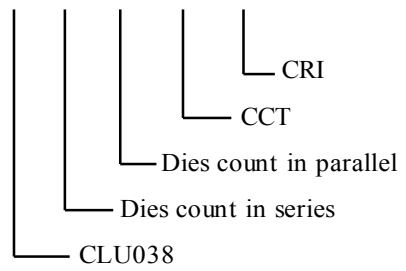 CRI
CCT
Dies count in parallel
Dies count in series
CLU038